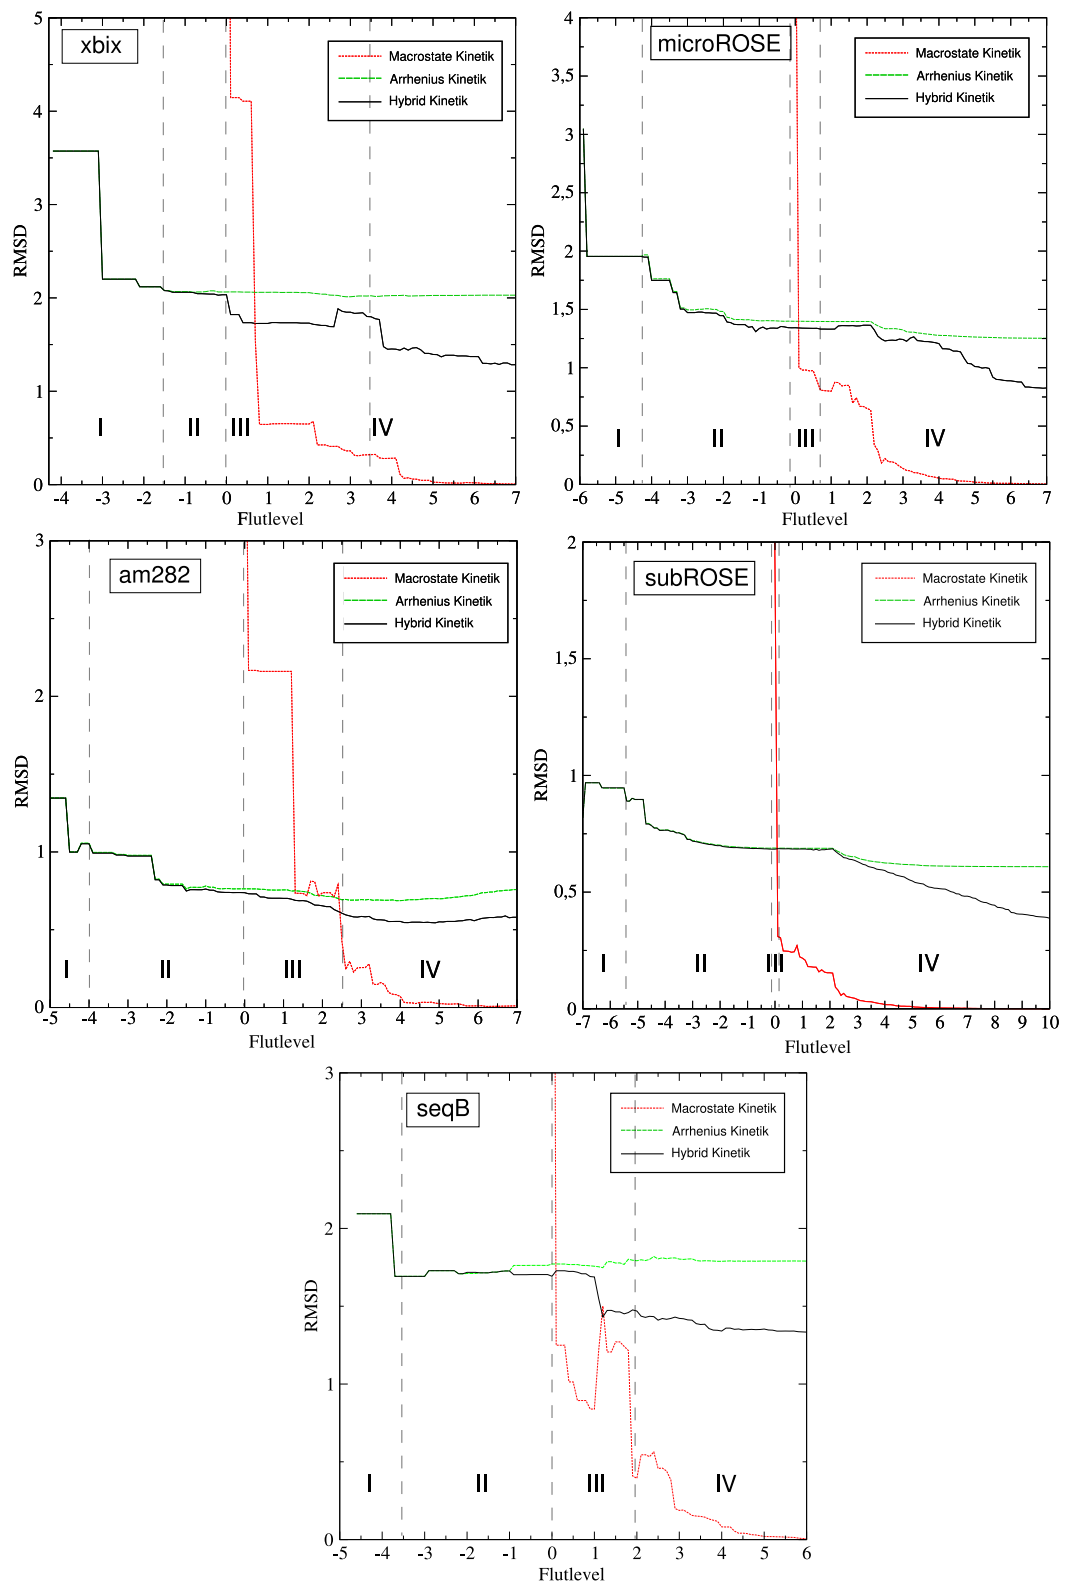 xbix
Macrostate Kinetik
Arrhenius Kinetik
Hybrid Kinetik
RMSD
5
4
3
2
1
0
I
II
III
IV
-4 -3 -2 -1 0 1 2 3 4 5 6 7
Flutlevel
microROSE
Macrostate Kinetik
Arrhenius Kinetik
Hybrid Kinetik
RMSD
4
3,5
3
2,5
2
1,5
1
0,5
0
I
II
III
IV
-6 -5 -4 -3 -2 -1 0 1 2 3 4 5 6 7
Flutlevel
am282
Macrostate Kinetik
Arrhenius Kinetik
Hybrid Kinetik
RMSD
3
2
1
0
I
II
III
IV
-5 -4 -3 -2 -1 0 1 2 3 4 5 6 7
Flutlevel
subROSE
Macrostate Kinetik
Arrhenius Kinetik
Hybrid Kinetik
RMSD
2
1,5
1
0,5
0
I
II
III
IV
-7 -6 -5 -4 -3 -2 -1 0 1 2 3 4 5 6 7 8 9 10
Flutlevel
seqB
Macrostate Kinetik
Arrhenius Kinetik
Hybrid Kinetik
RMSD
3
2
1
0
I
II
III
IV
-5 -4 -3 -2 -1 0 1 2 3 4 5 6
Flutlevel